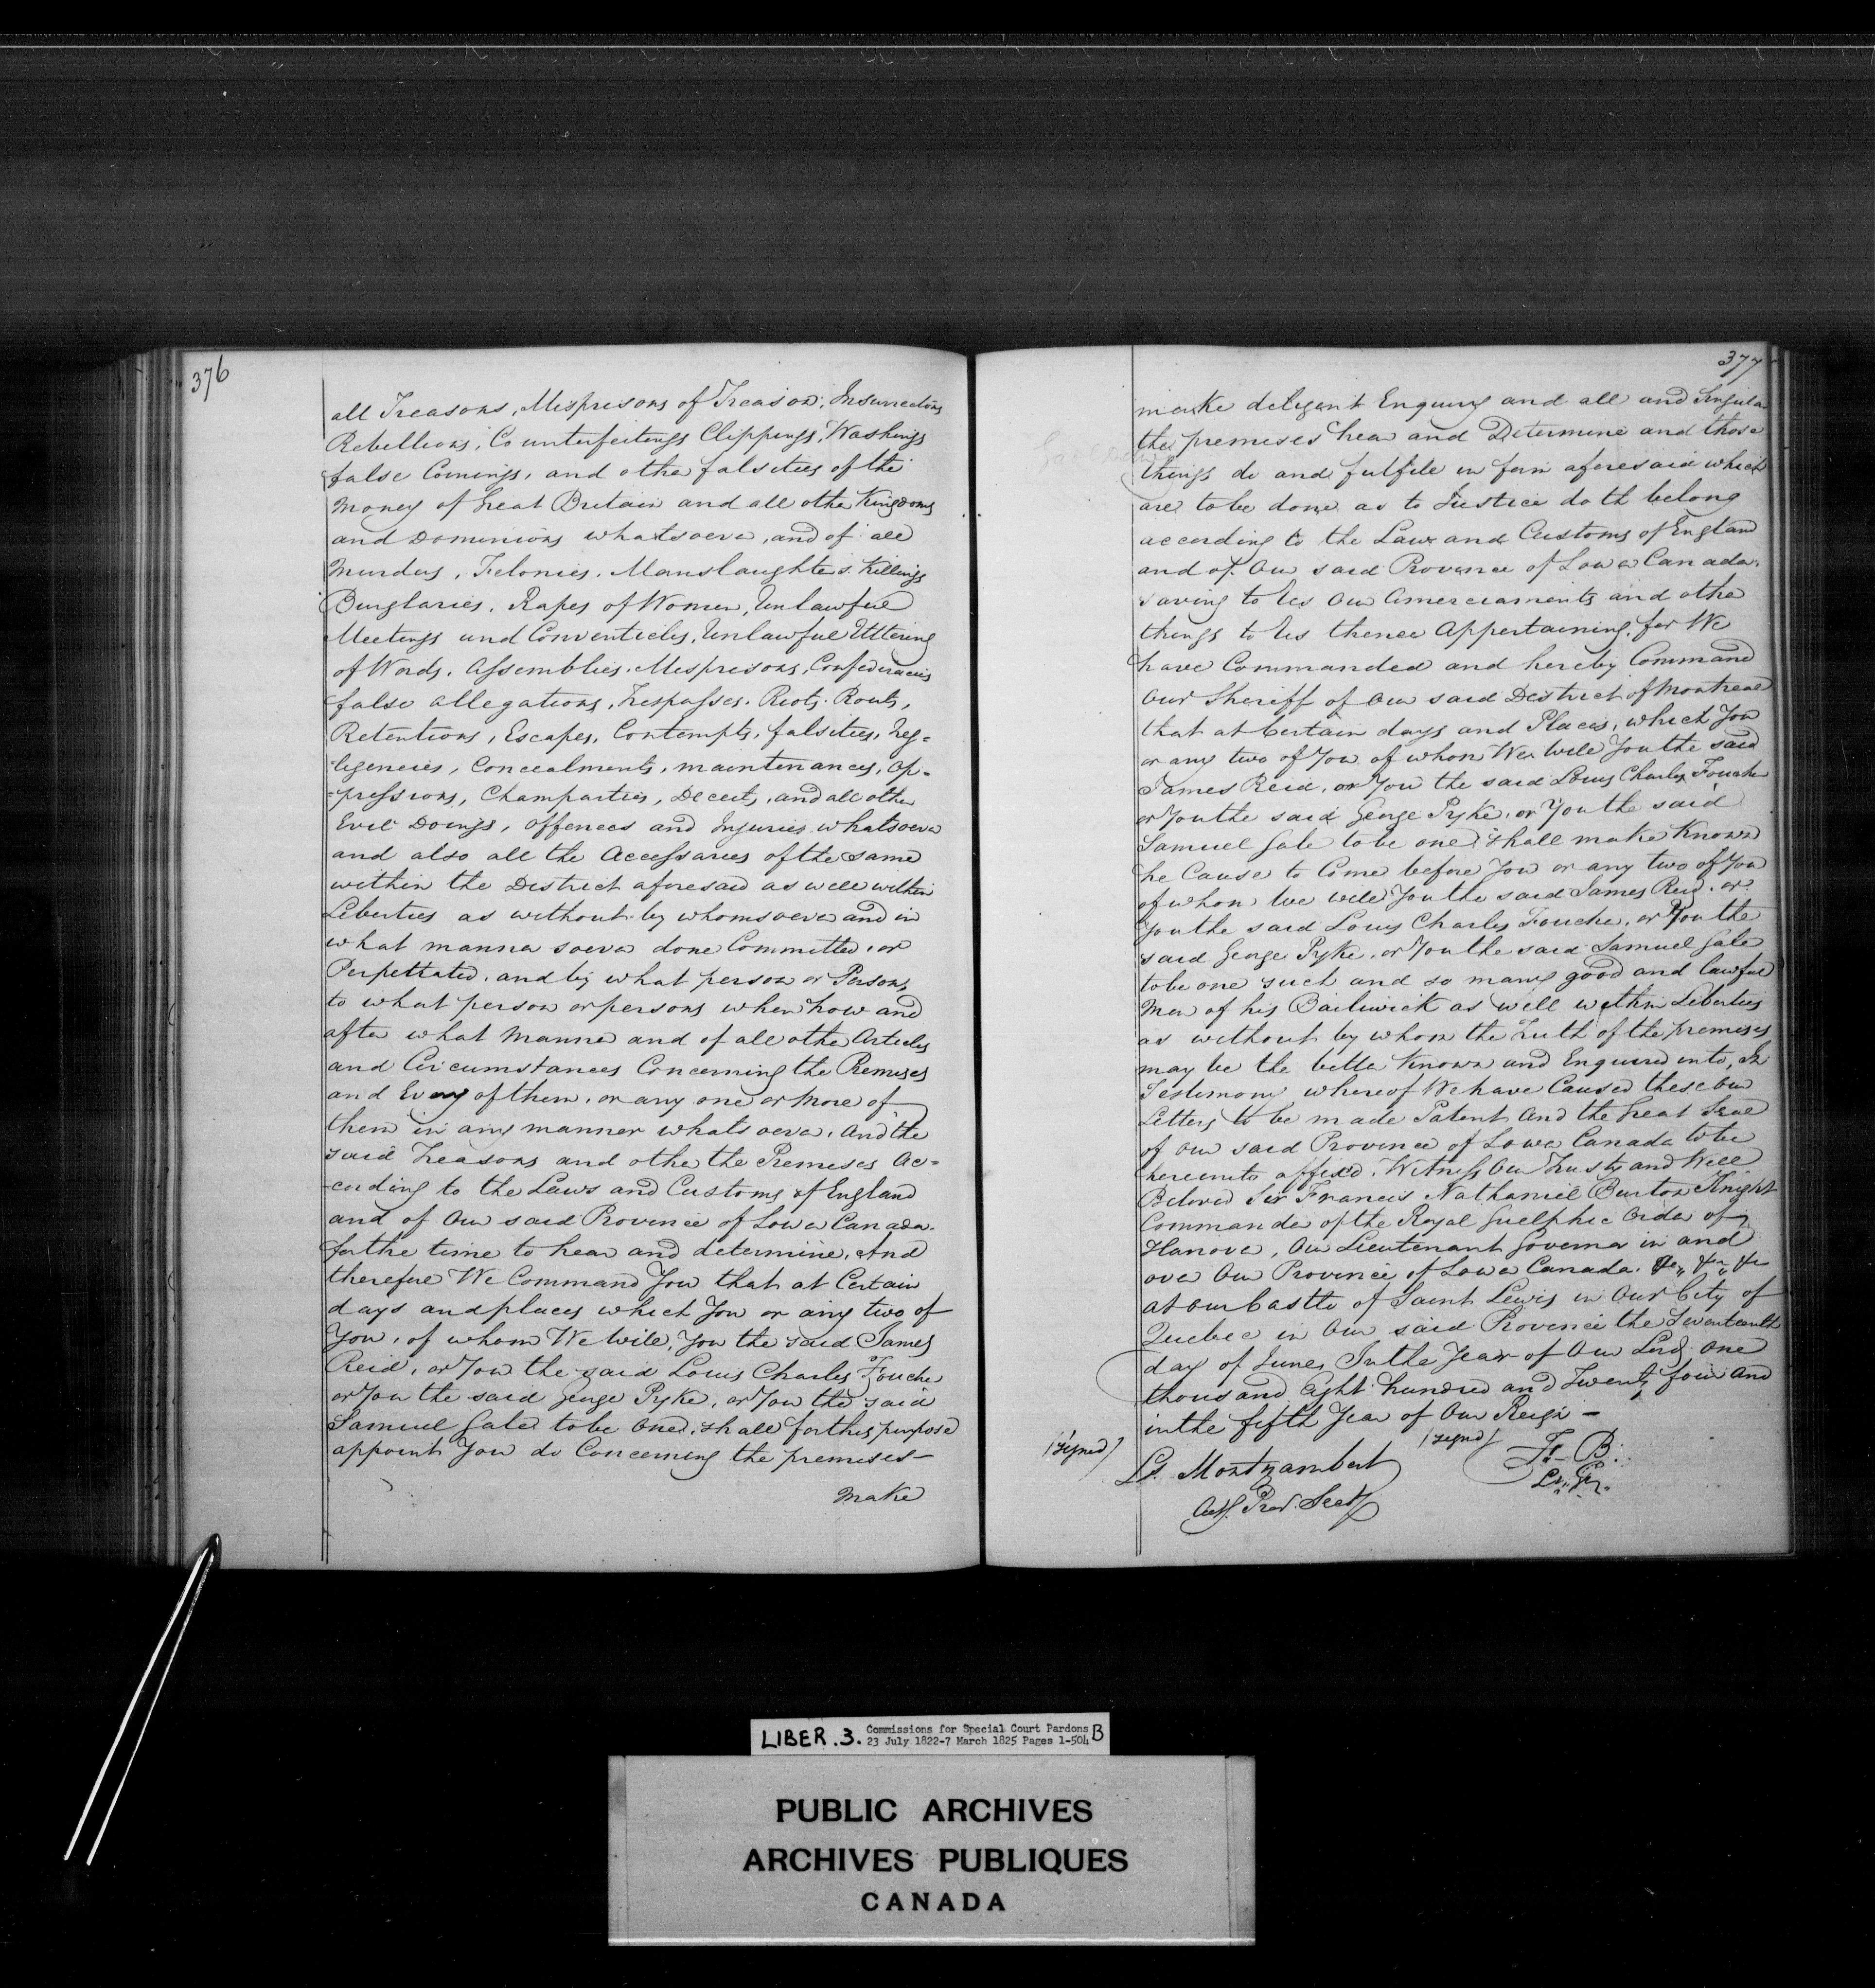 376
all Treasons, Misprisons of Treason, Insurrections
Rebellions, Counterfeitings Clippings, Washings
false Comings, and other falsities of the
Money of Great Britain and all other Kingdoms
and Dominions whatsoever, and of all
Murders, Felonies, Manslaughters. Killings
Burglaries, Rapes of Women, Unlawful
Meetings and Conventicles, Unlawful Uttering
of Words, Assemblies, Misprisons, Confederacies
false allegations, Trespasses. Riots. Routs,
Retentions, Escapes, Contempts, falsities, Neg=
=ligencies, Concealments, maintenances, Op=
=pressions, Champarties, Deceits, and all other
Evil Doings, offences and Injuries whatsoever
and also all the Accessaries of the same
within the District aforesaid as well within
Liberties as without by whomsoever and in
what manner soever done Committed, or
Perpetrated, and by what person or Persons
to what person or persons when how and
after what Manner and of all other Articles
and Circumstances Concerning the Premises
and Every of them, or any one or More of
them in any manner whatsoever, And the
said Treasons and other the Premises Ac=
=cording to the Laws and Customs of England
and of Our said Province of Lower Canada.
for the time to hear and determine. And
therefore We Command You that at Certain
days and places which You or any two of
You, of whom We Will, You the said James
Reid, or You the said Louis Charles Foucher
or You the said George Pyke, or You the said
Samuel Gale to be one, shall for this purpose
appoint You do Concerning the premises—
Make
377
make deligent Enquiry and all and Singular
the premises hear and Determine and those
things do and fulfile in form aforesaid which
are to be done as to Justice doth belong
according to the Law and Customs of England
and of Our said Province of Lower Canada.
saving to Us Our Amerciaments and other
things to Us thence Appertaining, for We
have Commanded and hereby Command
Our Sheriff of Our said District of Montreal
that at Certain days and Places, which You
or any two of You of whom We Will You the said
James Reid, or You the said Louis Charles Foucher
or You the said George Pyke, or You the said
Samuel Gale to be one, shall make Known
he Cause to Come before You or any two of You
of whom We Will You the said James Reid, or
You the said Louis Charles Foucher, or You the
said George Pyke, or You the said Samuel Gale
to be one such and so many good and lawful
Men of his Bailiwick as well within Liberties
as without by whom the Truth of the premises
may be the better Known and Enquired into, In
Testimony whereof We have Caused these Our
Letters to be made Patent and the Great Seal
of Our said Province of Lower Canada to be
hereunto affixed. Witness Our Trusty and Well
Beloved Sir Francis Nathaniel Burton Knight
Commander of the Royal Guelphic Order of
Hanover, Our Lieutenant Governor in and
over Our Province of Lower Canada. &c, &c, &c
at our Castle of Saint Lewis in Our City of
Quebec in Our said Province the Seventeenth
day of June, In the Year of Our Lord One
thousand Eight hundred and Twenty four and
in the fifth Year of Our Reign —
(signed) (signed) Fs. B.
Ls. Montizambert Lt. Gr.
Actg. Prov. Secty
LIBER .3. Commissions for Special Court Pardons B
23 July 1822-7 March 1825 Pages 1-504
PUBLIC ARCHIVES
ARCHIVES PUBLIQUES
CANADA